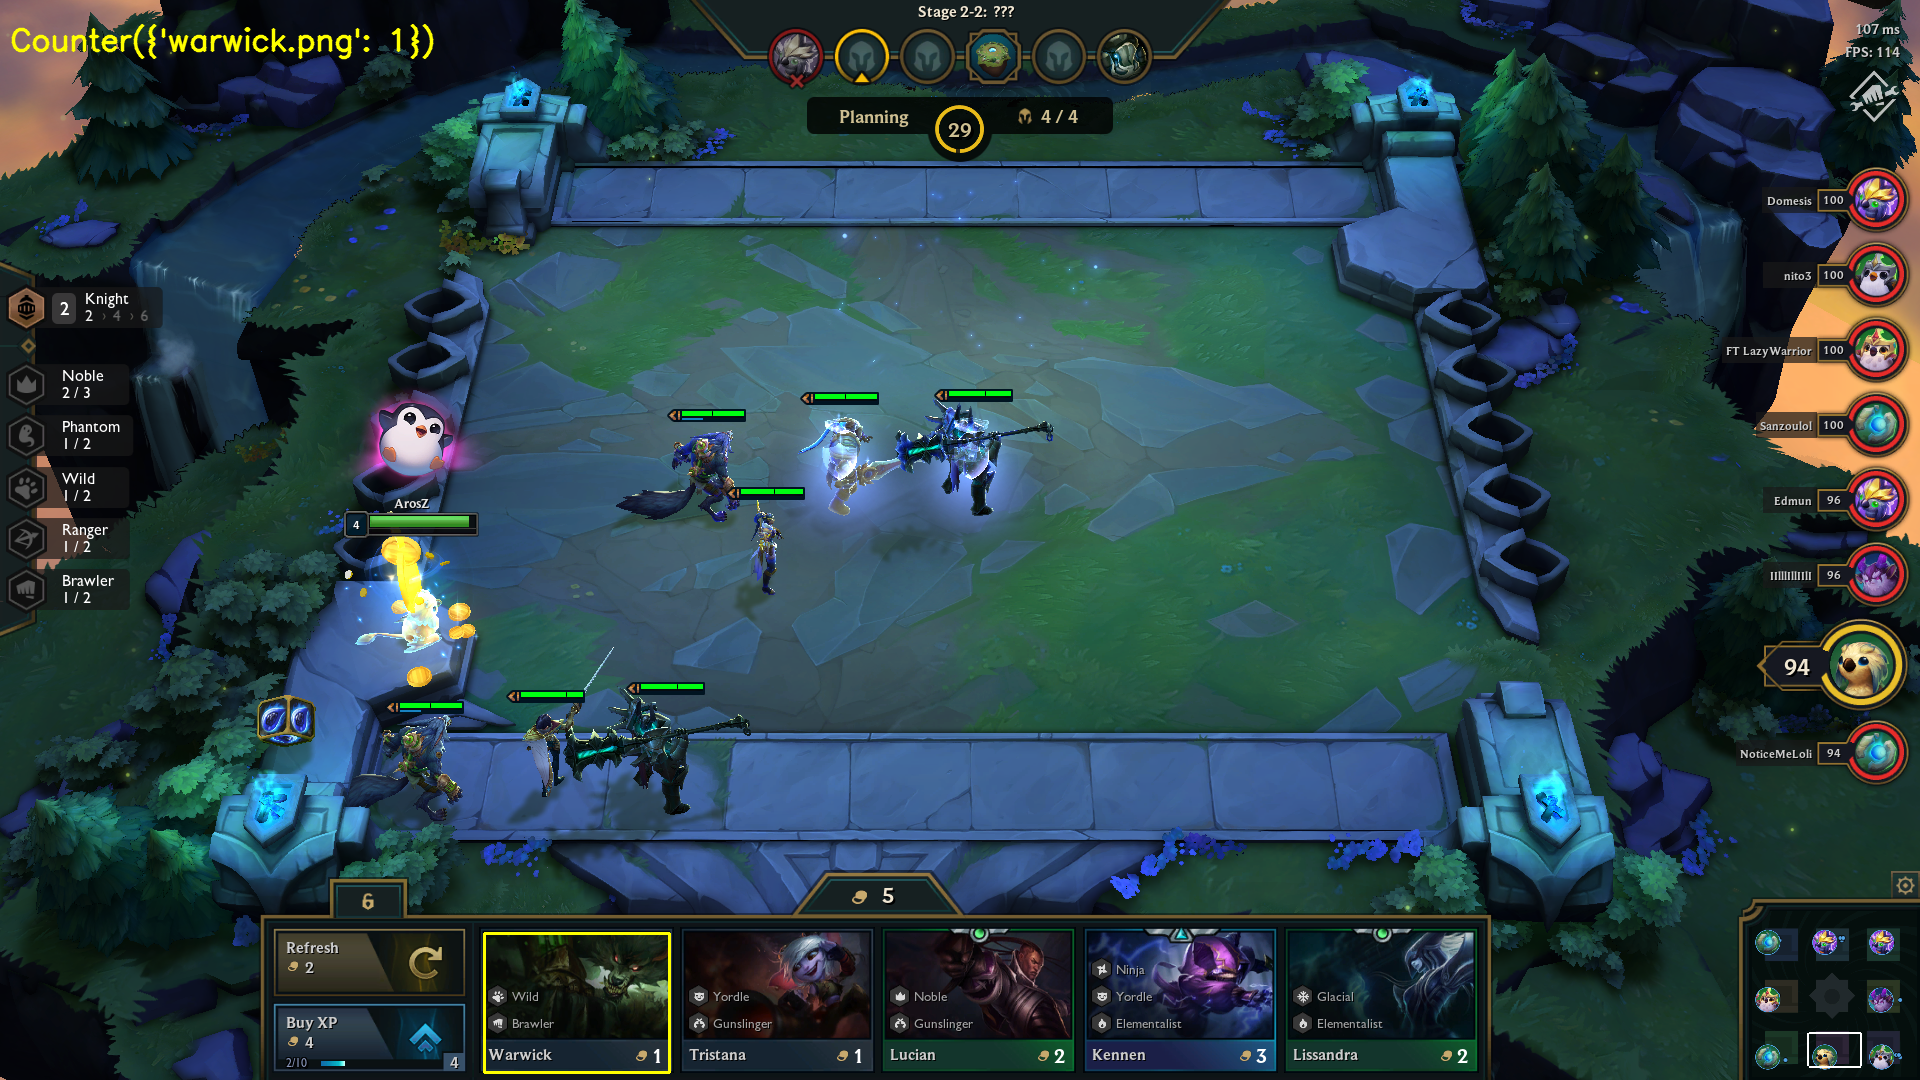 Counter({'warwick.png': 1})
Stage 2-2: ???
107 ms
FPS: 114
Planning
29
4 / 4
Domesis 100
nito3 100
FT LazyWarrior 100
Sanzoulol 100
Edmun 96
96
94
NoticeMeLoli 94
2 Knight
2 › 4 › 6
Noble
2 / 3
Phantom
1 / 2
Wild
1 / 2
Ranger
1 / 2
Brawler
1 / 2
ArosZ
4
6
5
Refresh
2
Buy XP
4
2/10
4
Wild
Brawler
Warwick 1
Yordle
Gunslinger
Tristana 1
Noble
Gunslinger
Lucian 2
Ninja
Yordle
Elementalist
Kennen 3
Glacial
Elementalist
Lissandra 2